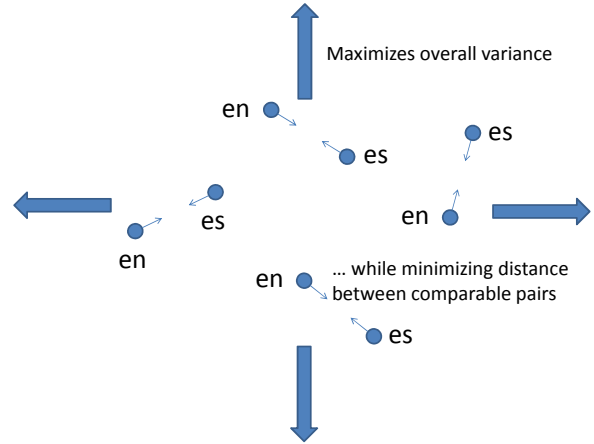 Maximizes overall variance
en
es
es
es
en
en
en
... while minimizing distance
between comparable pairs
es